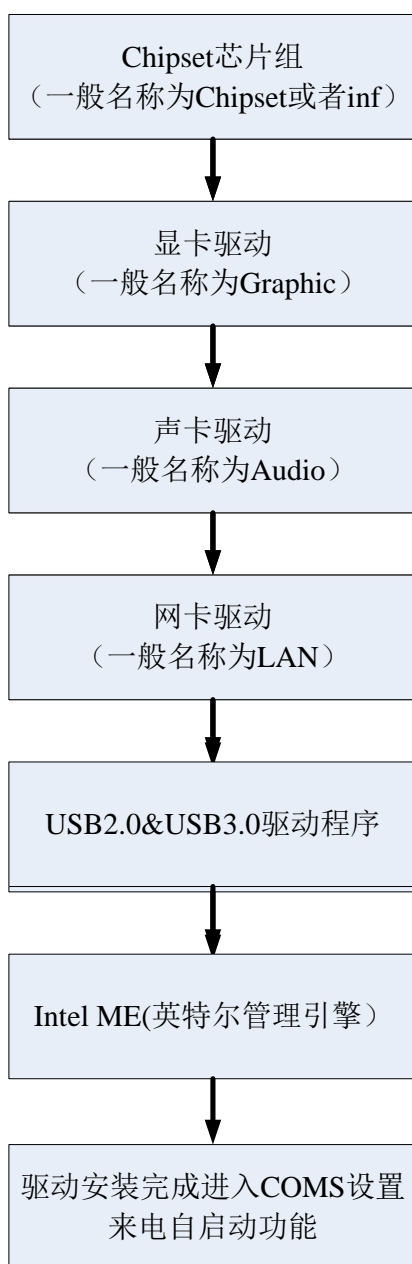 Chipset芯片组
（一般名称为Chipset或者inf）
显卡驱动
（一般名称为Graphic）
声卡驱动
（一般名称为Audio）
网卡驱动
（一般名称为LAN）
USB2.0&USB3.0驱动程序
Intel ME(英特尔管理引擎）
驱动安装完成进入COMS设置
来电自启动功能